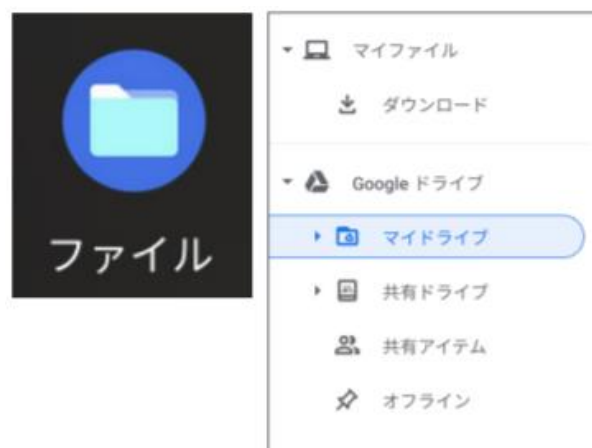 ファイル
マイファイル
ダウンロード
Google ドライブ
マイドライブ
共有ドライブ
共有アイテム
オフライン